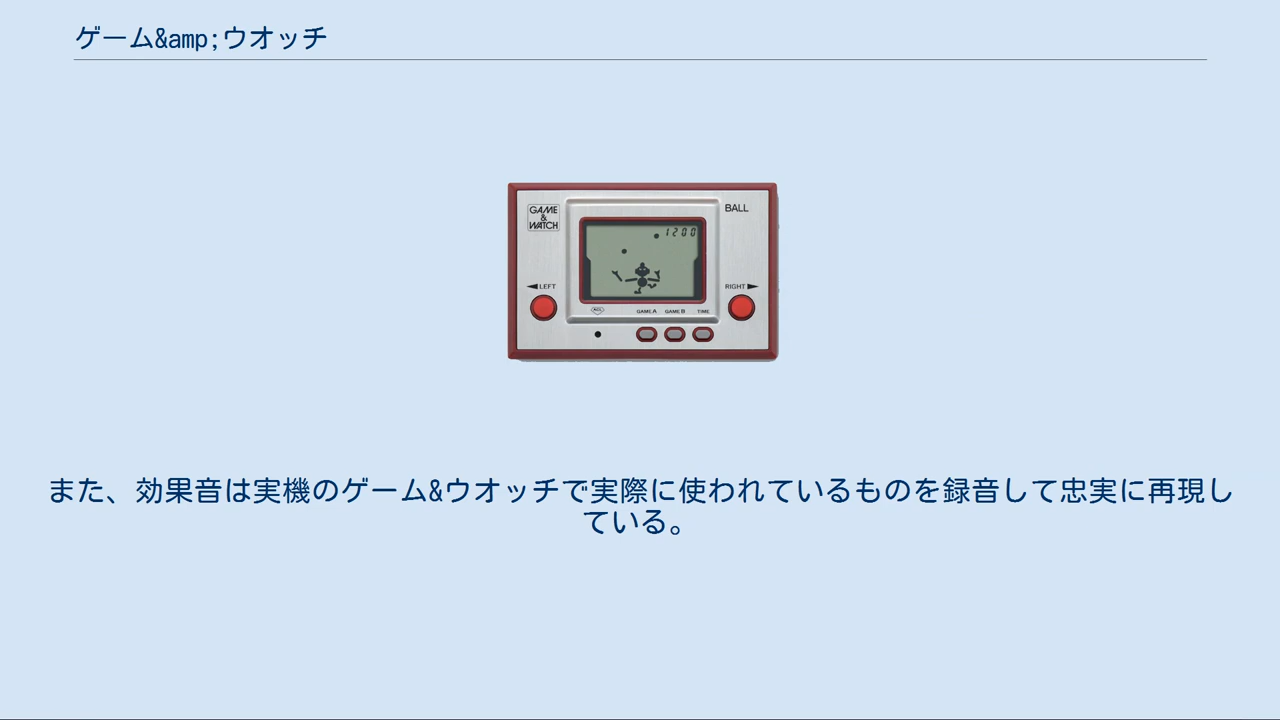 ゲーム&amp;ウオッチ
GAME
&
WATCH
BALL
1200
◀LEFT
RIGHT▶
ACL
GAME A GAME B TIME
また、効果音は実機のゲーム&ウオッチで実際に使われているものを録音して忠実に再現し
ている。